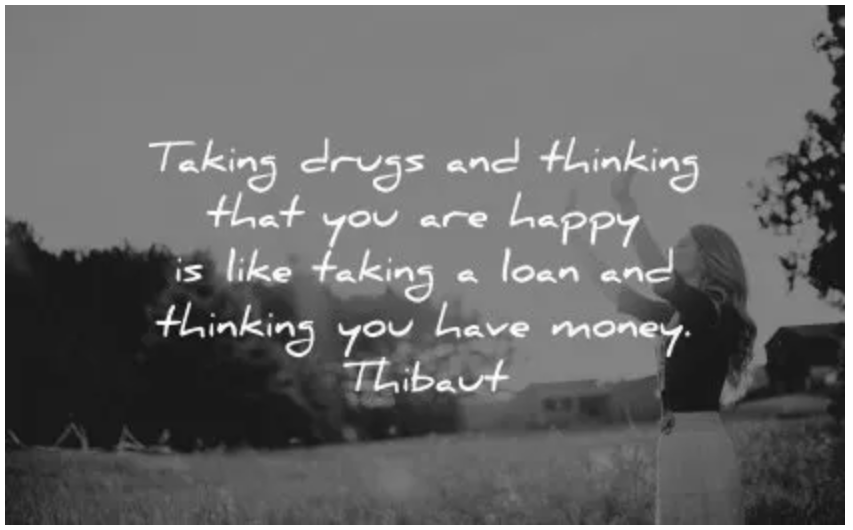 Taking drugs and thinking
that you are happy
is like taking a loan and
thinking you have money.
Thibaut